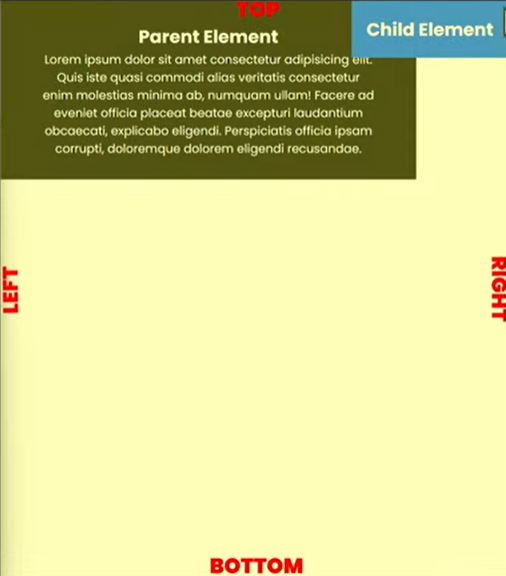 TOP
Parent Element
Child Element
Lorem ipsum dolor sit amet consectetur adipisicing elit.
Quis iste quasi commodi alias veritatis consectetur
enim molestias minima ab, numquam ullam! Facere ad
eveniet officia placeat beatae excepturi laudantium
obcaecati, explicabo eligendi. Perspiciatis officia ipsam
corrupti, doloremque dolorem eligendi recusandae.
LEFT
RIGHT
BOTTOM